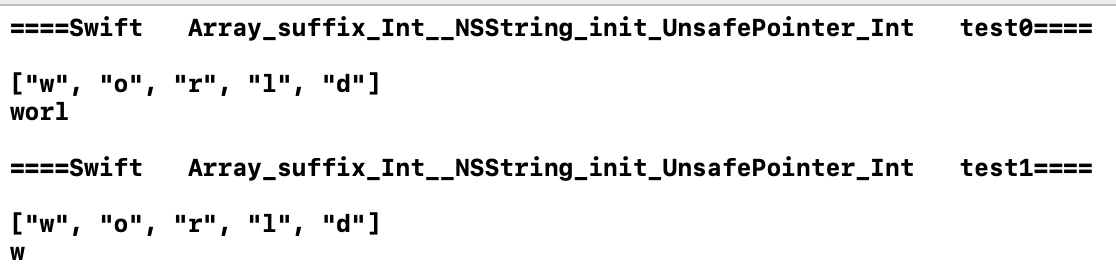 ====Swift   Array_suffix_Int__NSString_init_UnsafePointer_Int   test0====
["w", "o", "r", "l", "d"]
worl
====Swift   Array_suffix_Int__NSString_init_UnsafePointer_Int   test1====
["w", "o", "r", "l", "d"]
w